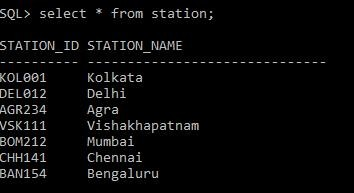 SQL> select * from station;
STATION_ID STATION_NAME
---------- ------------------------------
KOL001 Kolkata
DEL012 Delhi
AGR234 Agra
VSK111 Vishakhapatnam
BOM212 Mumbai
CHH141 Chennai
BAN154 Bengaluru